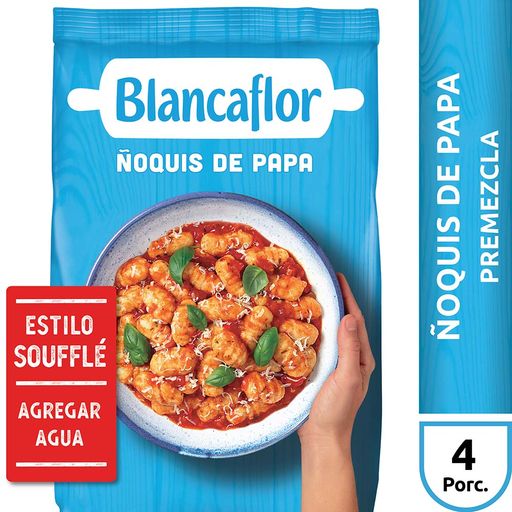 Blancaflor
ÑOQUIS DE PAPA
ESTILO
SOUFFLÉ
AGREGAR
AGUA
ÑOQUIS DE PAPA
PREMEZCLA
4
Porc.